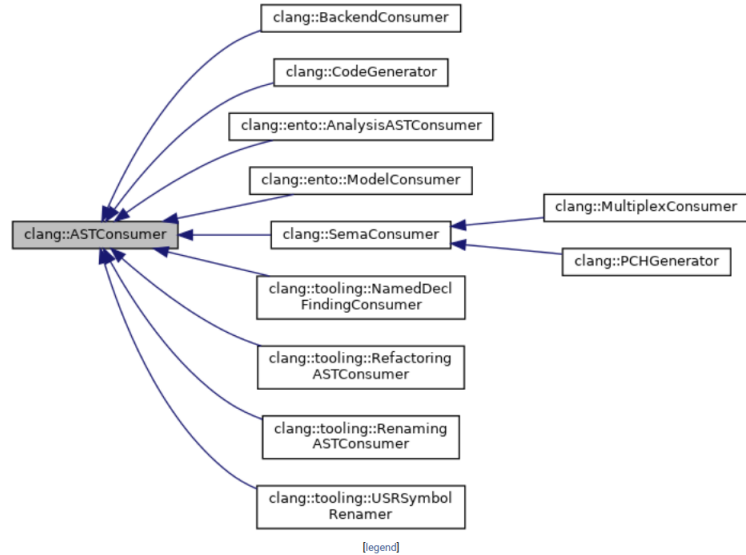 clang::BackendConsumer
clang::CodeGenerator
clang::ento::AnalysisASTConsumer
clang::ento::ModelConsumer
clang::MultiplexConsumer
clang::ASTConsumer
clang::SemaConsumer
clang::PCHGenerator
clang::tooling::NamedDecl
FindingConsumer
clang::tooling::Refactoring
ASTConsumer
clang::tooling::Renaming
ASTConsumer
clang::tooling::USRSymbol
Renamer
[legend]